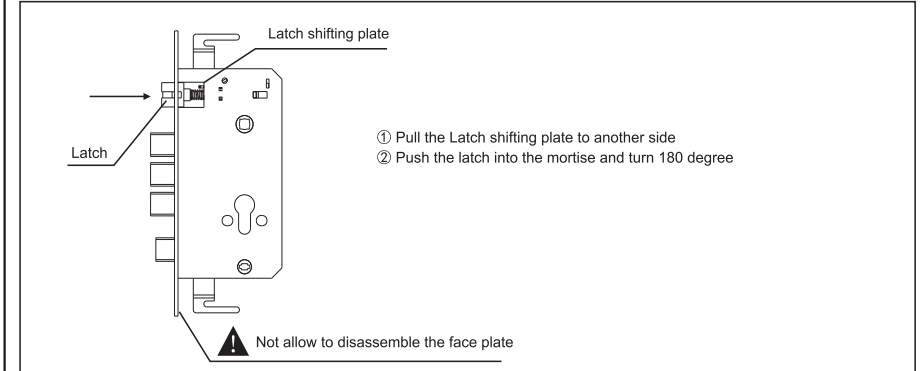 Latch shifting plate
Latch
① Pull the Latch shifting plate to another side
② Push the latch into the mortise and turn 180 degree
Not allow to disassemble the face plate